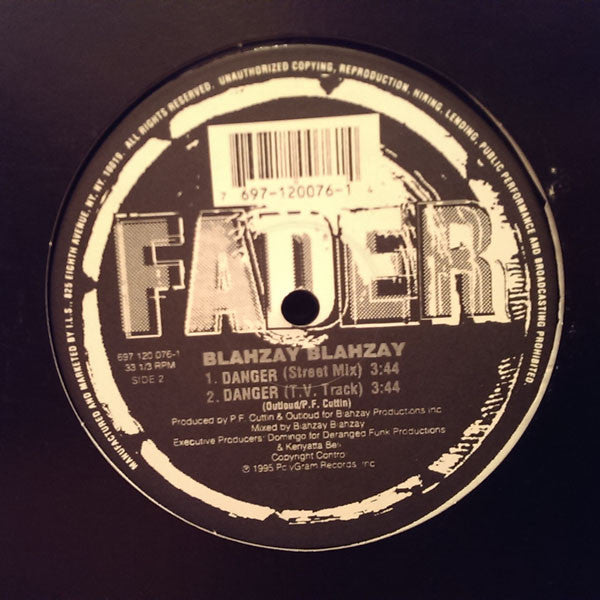 MANUFACTURED AND MARKETED BY I.L.S., 825 EIGHTH AVENUE, NY, NY. 10019. ALL RIGHTS RESERVED. UNAUTHORIZED COPYING, REPRODUCTION, HIRING, LENDING, PUBLIC PERFORMANCE AND BROADCASTING PROHIBITED
7 697-120076-1 4
FADER
697 120 076-1
33 1/3 RPM
SIDE 2
BLAHZAY BLAHZAY
1. DANGER (Street Mix) 3:44
2. DANGER (T.V. Track) 3:44
(Outloud/P.F. Cuttin)
Produced by P.F. Cuttin & Outloud for Blahzay Productions Inc
Mixed by Blahzay Blahzay
Executive Producers: Domingo for Deranged Funk Productions
& Kenyatta
Copyright Control
℗ 1995 PolyGram Records, Inc